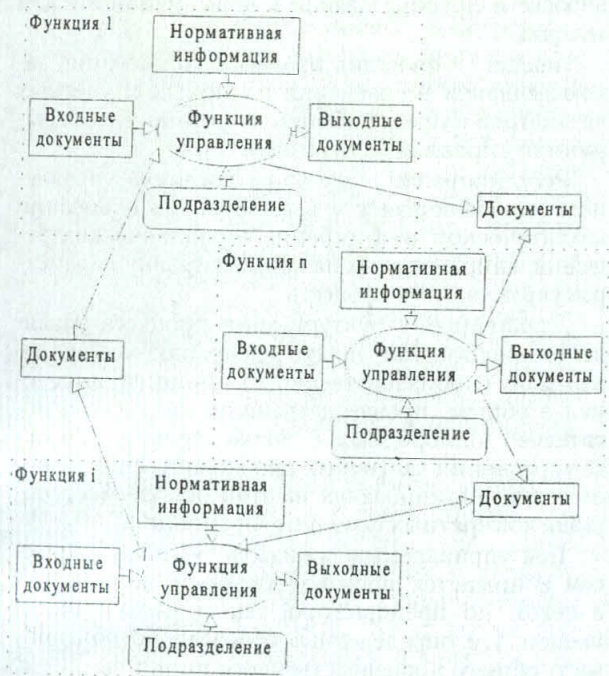 Функция 1
Нормативная
информация
Входные
документы
Функция
управления
Выходные
документы
Подразделение
Документы
Функция n
Нормативная
информация
Входные
документы
Функция
управления
Выходные
документы
Документы
Подразделение
Функция i
Нормативная
информация
Документы
Входные
документы
Функция
управления
Выходные
документы
Подразделение